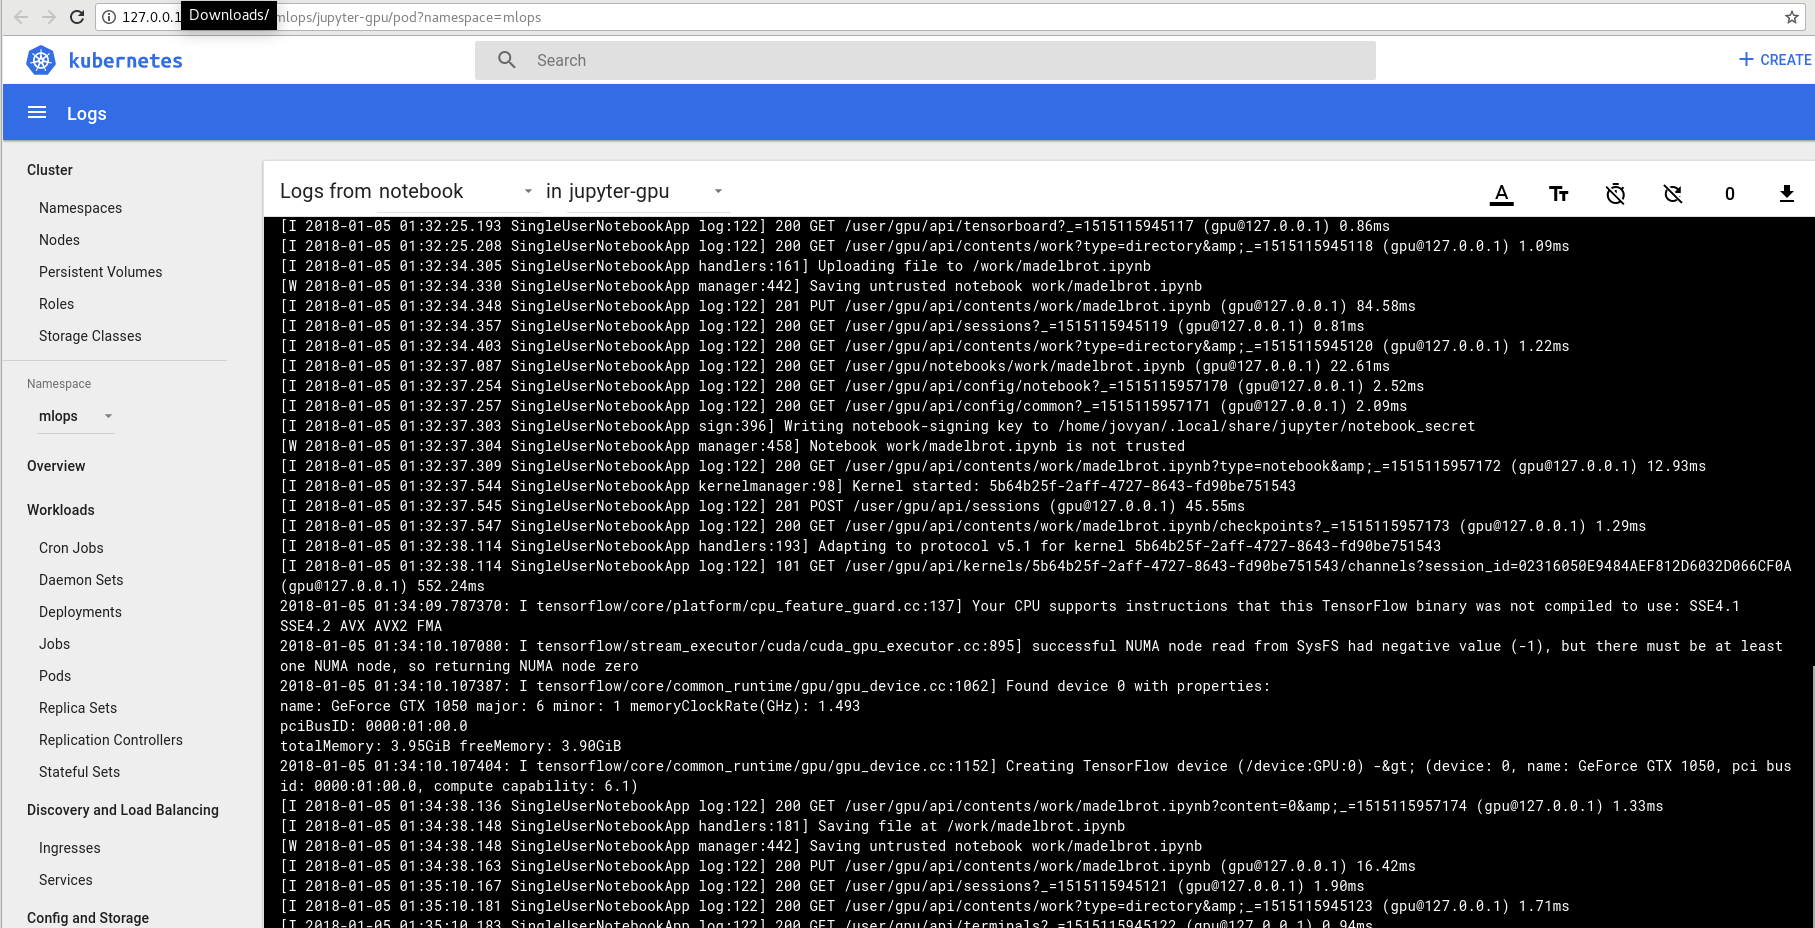 127.0.0.1
Downloads/
mlops/jupyter-gpu/pod?namespace=mlops
kubernetes
Search
CREATE
Logs
Cluster
Namespaces
Nodes
Persistent Volumes
Roles
Storage Classes
Namespace
mlops
Overview
Workloads
Cron Jobs
Daemon Sets
Deployments
Jobs
Pods
Replica Sets
Replication Controllers
Stateful Sets
Discovery and Load Balancing
Ingresses
Services
Config and Storage
Logs from notebook in jupyter-gpu
A Tт 0
[I 2018-01-05 01:32:25.193 SingleUserNotebookApp log:122] 200 GET /user/gpu/api/tensorboard?_=1515115945117 (gpu@127.0.0.1) 0.86ms
[I 2018-01-05 01:32:25.208 SingleUserNotebookApp log:122] 200 GET /user/gpu/api/contents/work?type=directory&amp;_=1515115945118 (gpu@127.0.0.1) 1.09ms
[I 2018-01-05 01:32:34.305 SingleUserNotebookApp handlers:161] Uploading file to /work/madelbrot.ipynb
[W 2018-01-05 01:32:34.330 SingleUserNotebookApp manager:442] Saving untrusted notebook work/madelbrot.ipynb
[I 2018-01-05 01:32:34.348 SingleUserNotebookApp log:122] 201 PUT /user/gpu/api/contents/work/madelbrot.ipynb (gpu@127.0.0.1) 84.58ms
[I 2018-01-05 01:32:34.357 SingleUserNotebookApp log:122] 200 GET /user/gpu/api/sessions?_=1515115945119 (gpu@127.0.0.1) 0.81ms
[I 2018-01-05 01:32:34.403 SingleUserNotebookApp log:122] 200 GET /user/gpu/api/contents/work?type=directory&amp;_=1515115945120 (gpu@127.0.0.1) 1.22ms
[I 2018-01-05 01:32:37.087 SingleUserNotebookApp log:122] 200 GET /user/gpu/notebooks/work/madelbrot.ipynb (gpu@127.0.0.1) 22.61ms
[I 2018-01-05 01:32:37.254 SingleUserNotebookApp log:122] 200 GET /user/gpu/api/config/notebook?_=1515115957170 (gpu@127.0.0.1) 2.52ms
[I 2018-01-05 01:32:37.257 SingleUserNotebookApp log:122] 200 GET /user/gpu/api/config/common?_=1515115957171 (gpu@127.0.0.1) 2.09ms
[I 2018-01-05 01:32:37.303 SingleUserNotebookApp sign:396] Writing notebook-signing key to /home/jovyan/.local/share/jupyter/notebook_secret
[W 2018-01-05 01:32:37.304 SingleUserNotebookApp manager:458] Notebook work/madelbrot.ipynb is not trusted
[I 2018-01-05 01:32:37.309 SingleUserNotebookApp log:122] 200 GET /user/gpu/api/contents/work/madelbrot.ipynb?type=notebook&amp;_=1515115957172 (gpu@127.0.0.1) 12.93ms
[I 2018-01-05 01:32:37.544 SingleUserNotebookApp kernelmanager:98] Kernel started: 5b64b25f-2aff-4727-8643-fd90be751543
[I 2018-01-05 01:32:37.545 SingleUserNotebookApp log:122] 201 POST /user/gpu/api/sessions (gpu@127.0.0.1) 45.55ms
[I 2018-01-05 01:32:37.547 SingleUserNotebookApp log:122] 200 GET /user/gpu/api/contents/work/madelbrot.ipynb/checkpoints?_=1515115957173 (gpu@127.0.0.1) 1.29ms
[I 2018-01-05 01:32:38.114 SingleUserNotebookApp handlers:193] Adapting to protocol v5.1 for kernel 5b64b25f-2aff-4727-8643-fd90be751543
[I 2018-01-05 01:32:38.114 SingleUserNotebookApp log:122] 101 GET /user/gpu/api/kernels/5b64b25f-2aff-4727-8643-fd90be751543/channels?session_id=02316050E9484AEF812D6032D066CF0A
(gpu@127.0.0.1) 552.24ms
2018-01-05 01:34:09.787370: I tensorflow/core/platform/cpu_feature_guard.cc:137] Your CPU supports instructions that this TensorFlow binary was not compiled to use: SSE4.1
SSE4.2 AVX AVX2 FMA
2018-01-05 01:34:10.107080: I tensorflow/stream_executor/cuda/cuda_gpu_executor.cc:895] successful NUMA node read from SysFS had negative value (-1), but there must be at least
one NUMA node, so returning NUMA node zero
2018-01-05 01:34:10.107387: I tensorflow/core/common_runtime/gpu/gpu_device.cc:1062] Found device 0 with properties:
name: GeForce GTX 1050 major: 6 minor: 1 memoryClockRate(GHz): 1.493
pciBusID: 0000:01:00.0
totalMemory: 3.95GiB freeMemory: 3.90GiB
2018-01-05 01:34:10.107404: I tensorflow/core/common_runtime/gpu/gpu_device.cc:1152] Creating TensorFlow device (/device:GPU:0) -&gt; (device: 0, name: GeForce GTX 1050, pci bus
id: 0000:01:00.0, compute capability: 6.1)
[I 2018-01-05 01:34:38.136 SingleUserNotebookApp log:122] 200 GET /user/gpu/api/contents/work/madelbrot.ipynb?content=0&amp;_=1515115957174 (gpu@127.0.0.1) 1.33ms
[I 2018-01-05 01:34:38.148 SingleUserNotebookApp handlers:181] Saving file at /work/madelbrot.ipynb
[W 2018-01-05 01:34:38.148 SingleUserNotebookApp manager:442] Saving untrusted notebook work/madelbrot.ipynb
[I 2018-01-05 01:34:38.163 SingleUserNotebookApp log:122] 200 PUT /user/gpu/api/contents/work/madelbrot.ipynb (gpu@127.0.0.1) 16.42ms
[I 2018-01-05 01:35:10.167 SingleUserNotebookApp log:122] 200 GET /user/gpu/api/sessions?_=1515115945121 (gpu@127.0.0.1) 1.90ms
[I 2018-01-05 01:35:10.181 SingleUserNotebookApp log:122] 200 GET /user/gpu/api/contents/work?type=directory&amp;_=1515115945123 (gpu@127.0.0.1) 1.71ms
[I 2018-01-05 01:35:10.183 SingleUserNotebookApp log:122] 200 GET /user/gpu/api/terminals?_=1515115945122 (gpu@127.0.0.1) 0.94ms